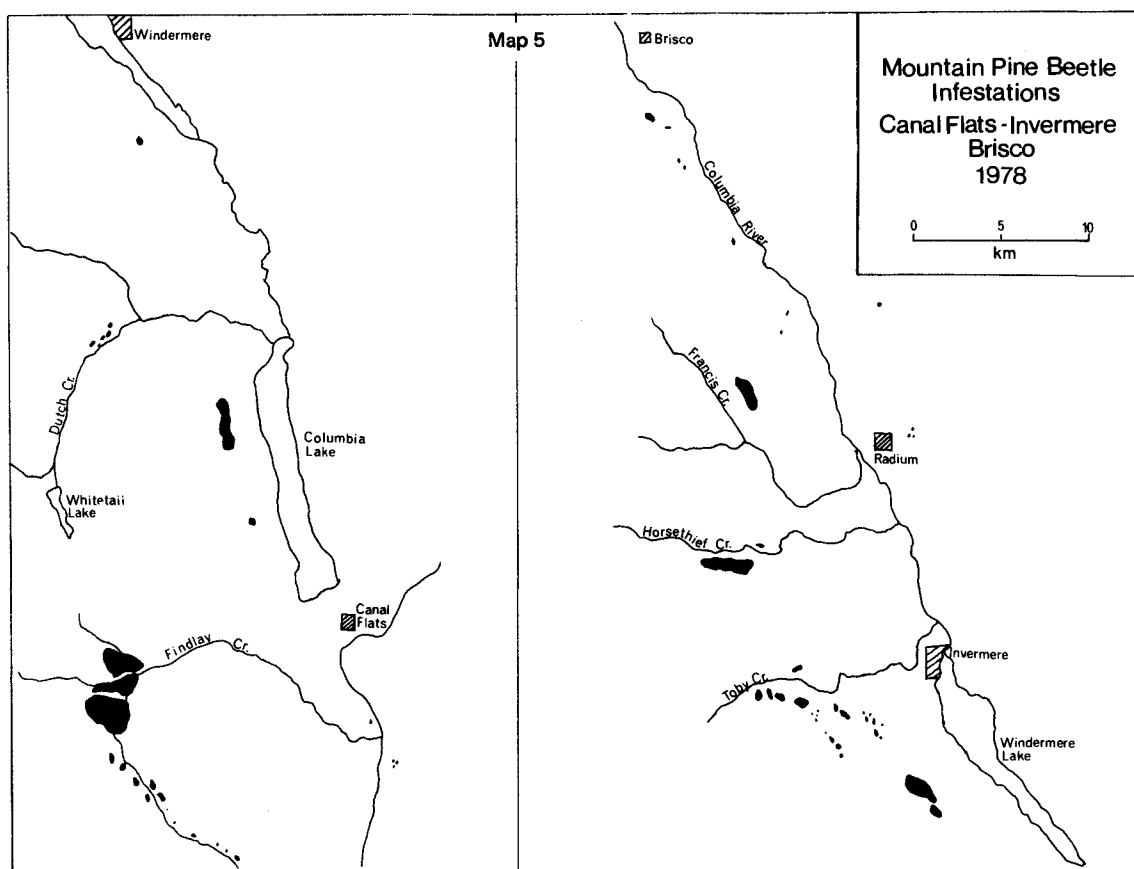 Map 5
Windermere
Dutch Cr.
Whitetail
Lake
Columbia
Lake
Canal
Flats
Findlay
Cr.
Brisco
Columbia River
Francis Cr.
Radium
Horsethief Cr.
Invermere
Toby Cr.
Windermere
Lake
Mountain Pine Beetle
Infestations
Canal Flats-Invermere
Brisco
1978
0 5 10
km